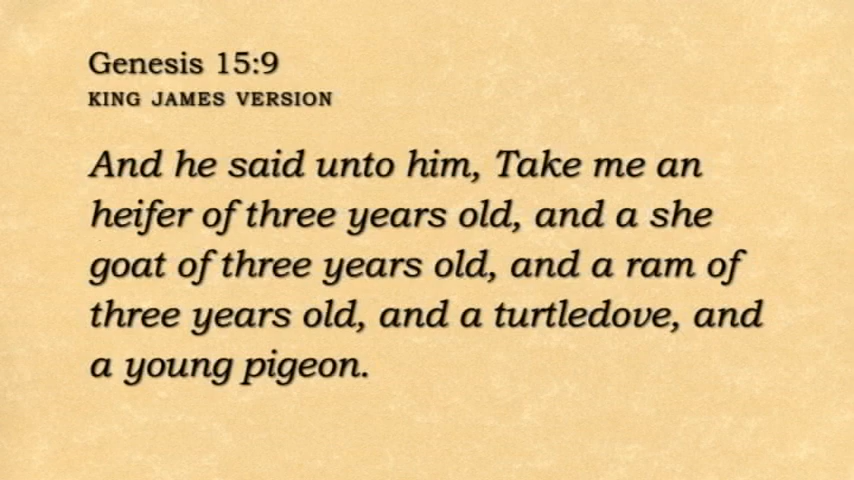 Genesis 15:9
KING JAMES VERSION
And he said unto him, Take me an
heifer of three years old, and a she
goat of three years old, and a ram of
three years old, and a turtledove, and
a young pigeon.